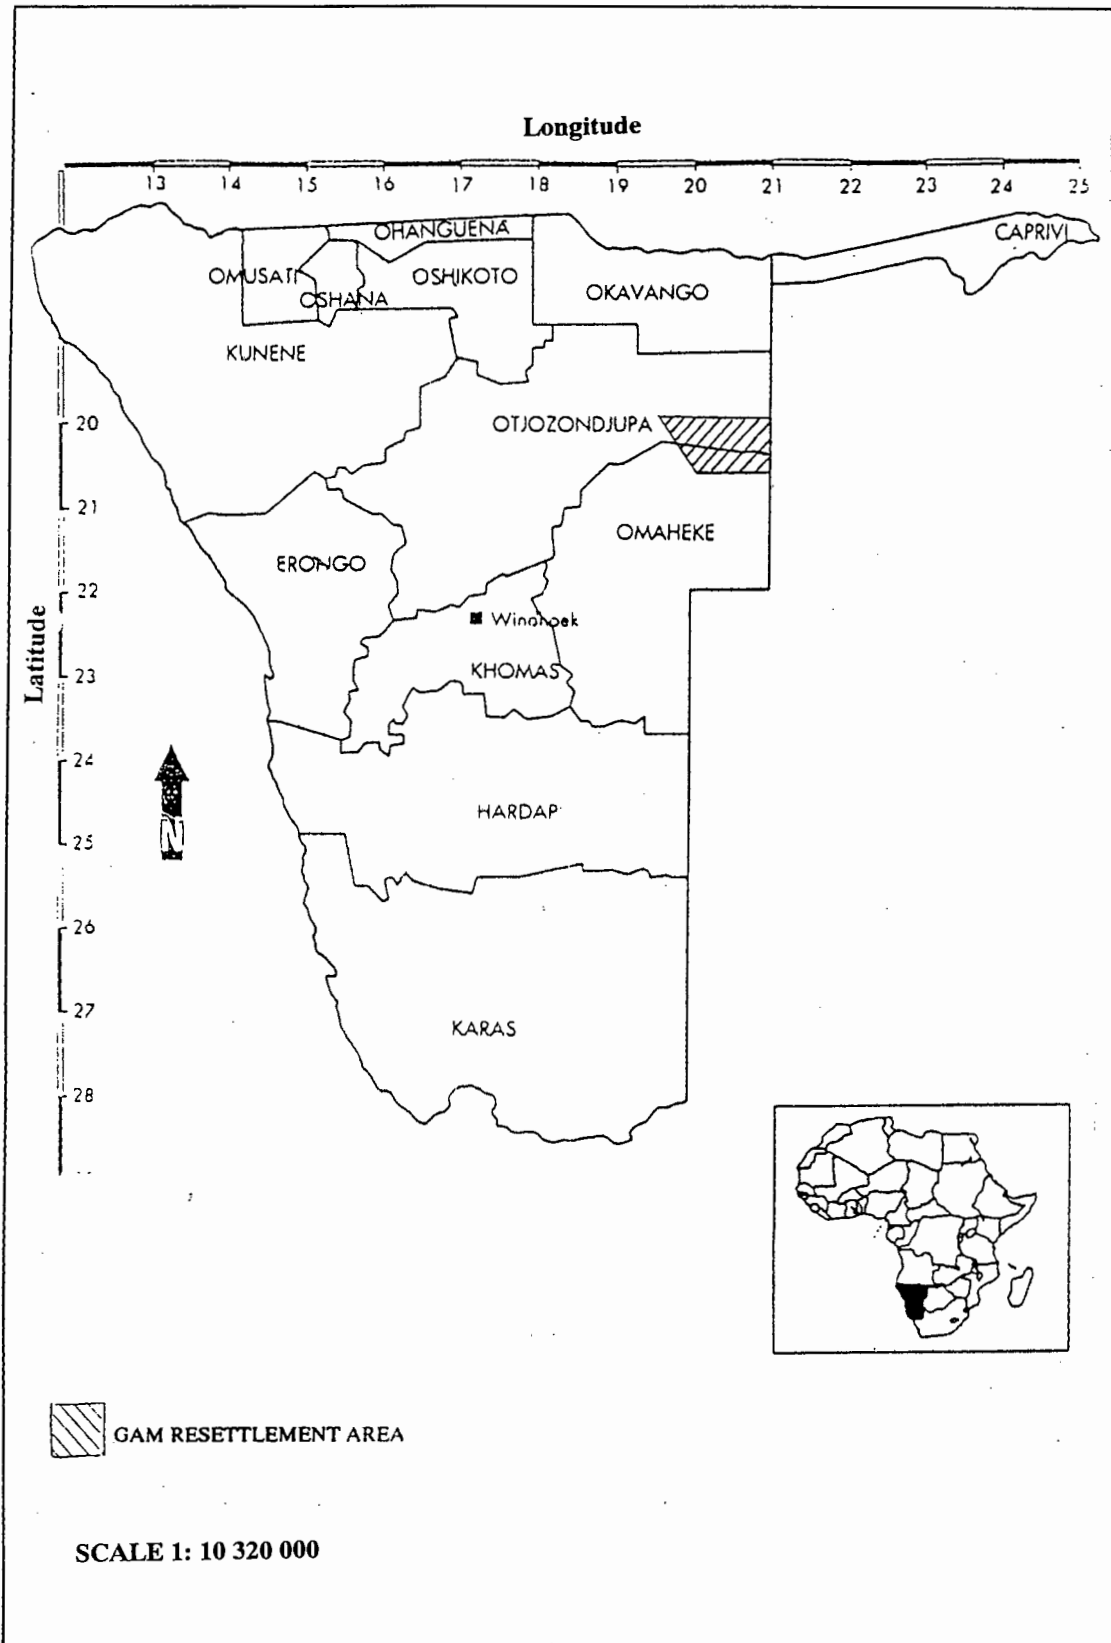 Longitude
13 14 15 16 17 18 19 20 21 22 23 24 25
OHANGUENA
CAPRIVI
OMUSATI
OSHIKOTO
OSHANA
OKAVANGO
KUNENE
20
OTJOZONDJUPA
21
OMAHEKE
ERONGO
22
Latitude
Windhoek
KHOMAS
23
24
HARDAP
N
25
26
27
KARAS
28
GAM RESETTLEMENT AREA
SCALE 1: 10 320 000